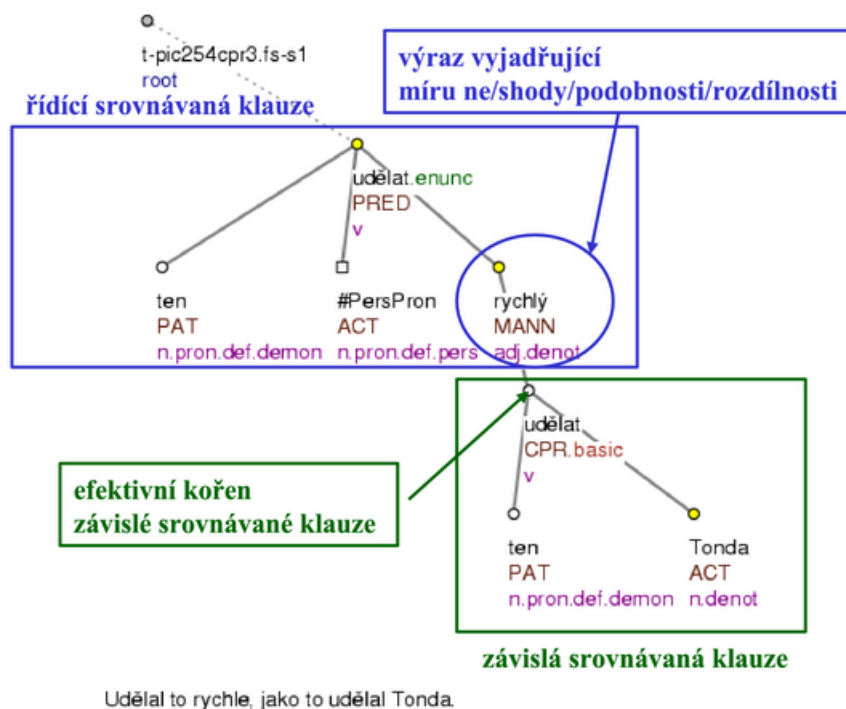 t-pic254cpr3.fs-s1
root
řídící srovnávaná klauze
výraz vyjadřující
míru ne/shody/podobnosti/rozdílnosti
udělat.enunc
PRED
v
ten #PersPron rychlý
PAT ACT MANN
n.pron.def.demon n.pron.def.pers adj.denot
udělat
CPR.basic
v
efektivní kořen
závislé srovnávané klauze
ten Tonda
PAT ACT
n.pron.def.demon n.denot
závislá srovnávaná klauze
Udělal to rychle, jako to udělal Tonda.